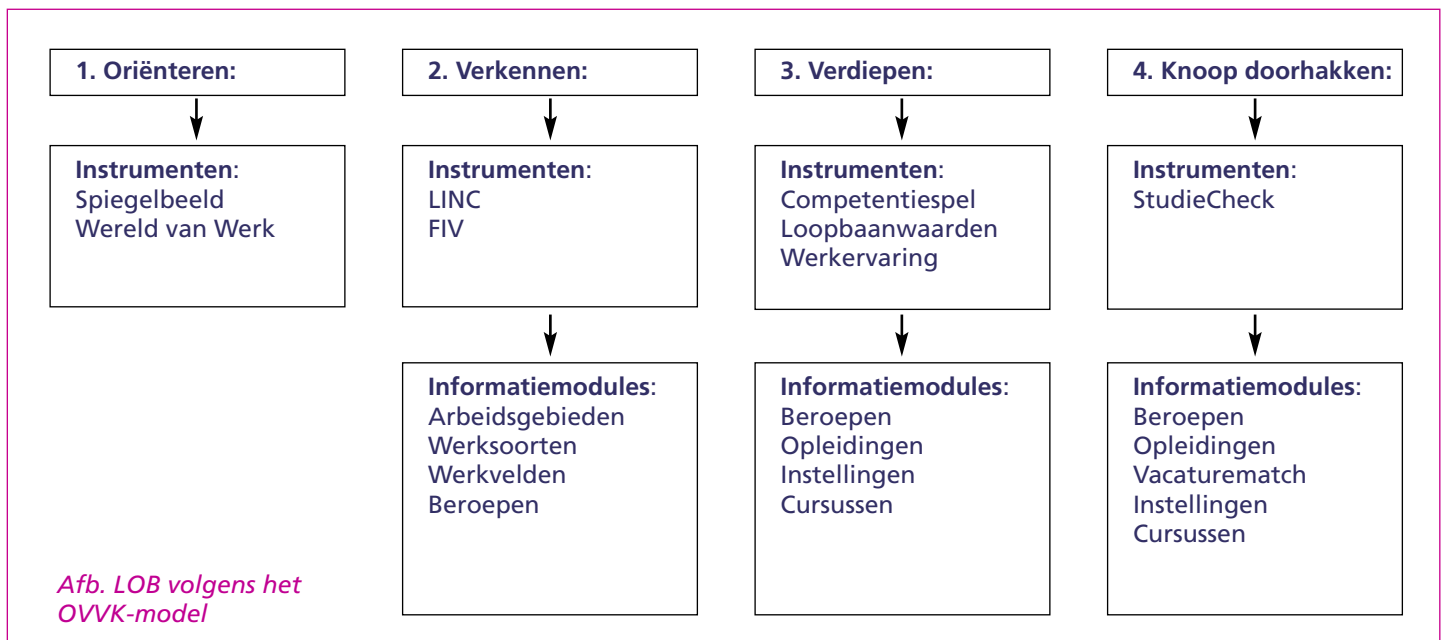 1. Oriënteren:
Instrumenten:
Spiegelbeeld
Wereld van Werk
2. Verkennen:
Instrumenten:
LINC
FIV
Informatiemodules:
Arbeidsgebieden
Werksoorten
Werkvelden
Beroepen
3. Verdiepen:
Instrumenten:
Competentiespel
Loopbaanwaarden
Werkervaring
Informatiemodules:
Beroepen
Opleidingen
Instellingen
Cursussen
4. Knoop doorhakken:
Instrumenten:
StudieCheck
Informatiemodules:
Beroepen
Opleidingen
Vacaturematch
Instellingen
Cursussen
Afb. LOB volgens het
OVVK-model